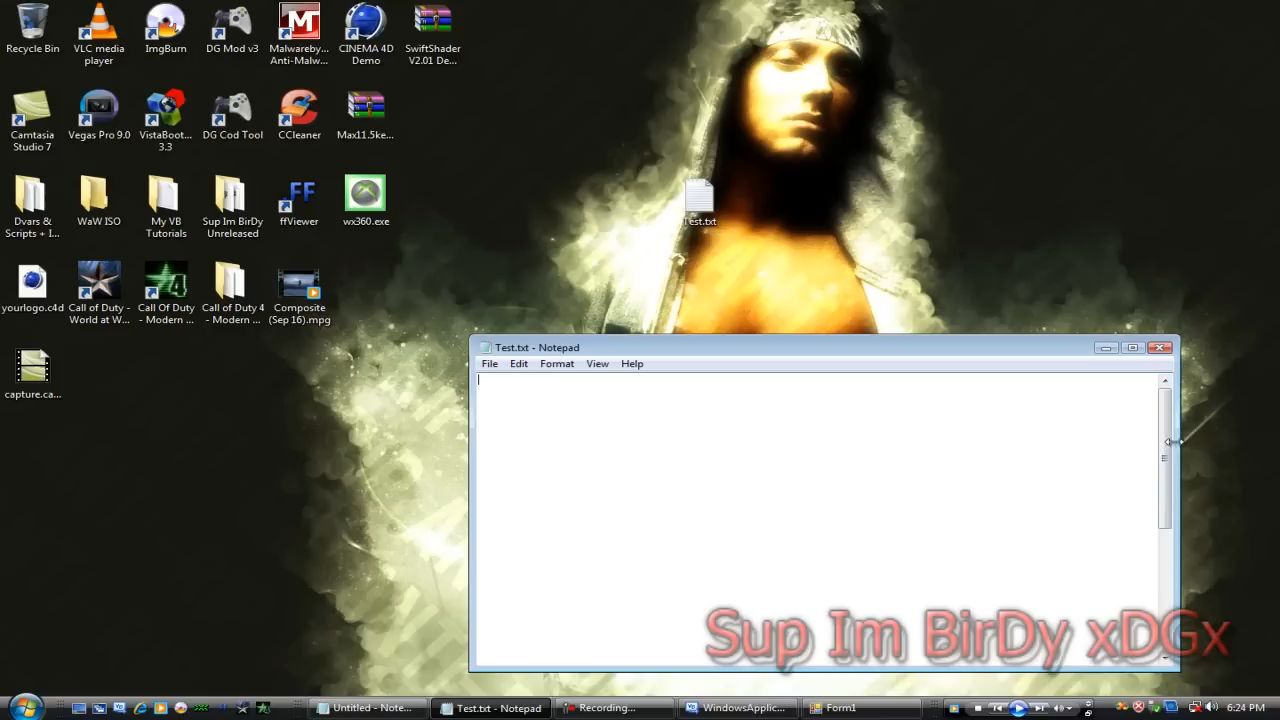 Recycle Bin
VLC media
player
ImgBurn
DG Mod v3
Malwareby...
Anti-Malw...
CINEMA 4D
Demo
SwiftShader
V2.01 De...
Camtasia
Studio 7
Vegas Pro 9.0
VistaBoot...
3.3
DG Cod Tool
CCleaner
Max11.5ke...
Dvars &
Scripts + I...
WaW ISO
My VB
Tutorials
Sup Im BirDy
Unreleased
FF
ffViewer
wx360.exe
Test.txt
yourlogo.c4d
Call of Duty -
World at W...
4
Call Of Duty
- Modern ...
Call of Duty 4
- Modern ...
Composite
(Sep 16).mpg
capture.ca...
Test.txt - Notepad
File Edit Format View Help
Sup Im BirDy xDGx
Untitled - Note...
Test.txt - Notepad
Recording...
WindowsApplic...
Form1
6:24 PM